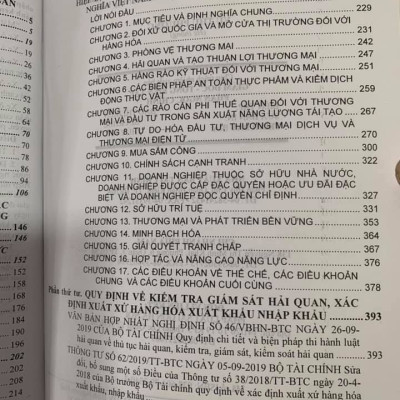 LỜI NÓI ĐẦU
CHƯƠNG 1. MỤC TIÊU VÀ ĐỊNH NGHĨA CHUNG 229
CHƯƠNG 2. ĐỐI XỬ QUỐC GIA VÀ MỞ CỬA THỊ TRƯỜNG ĐỐI VỚI
HÀNG HÓA 231
CHƯƠNG 3. PHÒNG VỆ THƯƠNG MẠI 242
CHƯƠNG 4. HẢI QUAN VÀ TẠO THUẬN LỢI THƯƠNG MẠI 247
CHƯƠNG 5. HÀNG RÀO KỸ THUẬT ĐỐI VỚI THƯƠNG MẠI 251
CHƯƠNG 6 .CÁC BIỆN PHÁP AN TOÀN THỰC PHẨM VÀ KIỂM DỊCH
ĐỘNG THỰC VẬT 259
CHƯƠNG 7. CÁC RÀO CẢN PHI THUẾ QUAN ĐỐI VỚI THƯƠNG
MẠI VÀ ĐẦU TƯ TRONG SẢN XUẤT NĂNG LƯỢNG TÁI TẠO 267
CHƯƠNG 8. TỰ DO HÓA ĐẦU TƯ, THƯƠNG MẠI DỊCH VỤ VÀ
THƯƠNG MẠI ĐIỆN TỬ 270
CHƯƠNG 9. MUA SẮM CÔNG 300
CHƯƠNG 10. CHÍNH SÁCH CẠNH TRANH 322
CHƯƠNG 11. DOANH NGHIỆP THUỘC SỞ HỮU NHÀ NƯỚC,
DOANH NGHIỆP ĐƯỢC CẤP ĐẶC QUYỀN HOẶC ƯU ĐÃI ĐẶC
BIỆT VÀ DOANH NGHIỆP ĐỘC QUYỀN CHỈ ĐỊNH 327
CHƯƠNG 12. SỞ HỮU TRÍ TUỆ 331
CHƯƠNG 13. THƯƠNG MẠI VÀ PHÁT TRIỂN BỀN VỮNG 353
CHƯƠNG 14. MINH BẠCH HÓA 364
CHƯƠNG 15. GIẢI QUYẾT TRANH CHẤP 367
CHƯƠNG 16. HỢP TÁC VÀ NÂNG CAO NĂNG LỰC 376
CHƯƠNG 17. CÁC ĐIỀU KHOẢN VỀ THỂ CHẾ, CÁC ĐIỀU KHOẢN
CHUNG VÀ CÁC ĐIỀU KHOẢN CUỐI CÙNG 378
Phần thứ tư. QUY ĐỊNH VỀ KIỂM TRA GIÁM SÁT HẢI QUAN, XÁC
ĐỊNH XUẤT XỨ HÀNG HÓA XUẤT KHẨU NHẬP KHẨU 393
VĂN BẢN HỢP NHẤT NGHỊ ĐỊNH SỐ 46/VBHN-BTC NGÀY 26-09-
2019 CỦA BỘ TÀI CHÍNH Quy định chi tiết và biện pháp thi hành luật
hải quan về thủ tục hải quan, kiểm tra, giám sát, kiểm soát hải quan
THÔNG TƯ SỐ 62/2019/TT-BTC NGÀY 05-09-2019 BỘ TÀI CHÍNH Sửa
đổi, bổ sung một số Điều của Thông tư số 38/2018/TT-BTC ngày 20-4-
2018 của Bộ trưởng Bộ Tài chính quy định về xác định xuất xứ hàng hóa
xuất khẩu, nhập khẩu